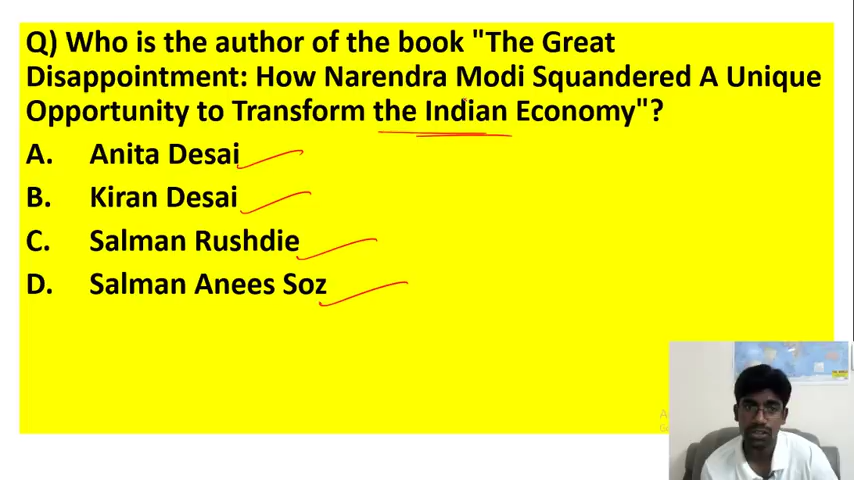 Q) Who is the author of the book "The Great
Disappointment: How Narendra Modi Squandered A Unique
Opportunity to Transform the Indian Economy"?
A. Anita Desai
B. Kiran Desai
C. Salman Rushdie
D. Salman Anees Soz